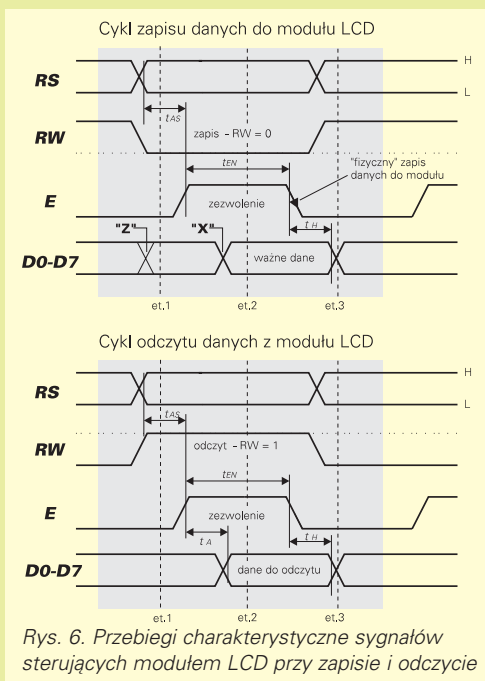 Cykl zapisu danych do modułu LCD
RS
H
L
tAS
RW
zapis - RW = 0
tEN
"fizyczny" zapis
danych do modułu
E
zezwolenie
"Z"
"X"
tH
D0-D7
ważne dane
et.1
et.2
et.3
Cykl odczytu danych z modułu LCD
RS
H
L
tAS
RW
odczyt - RW = 1
tEN
E
zezwolenie
tA
tH
D0-D7
dane do odczytu
et.1
et.2
et.3
Rys. 6. Przebiegi charakterystyczne sygnałów
sterujących modułem LCD przy zapisie i odczycie